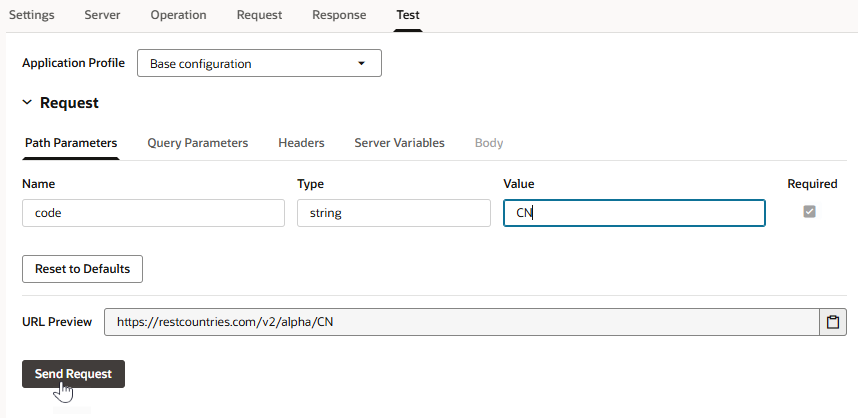 Settings Server Operation Request Response Test
Application Profile Base configuration
Request
Path Parameters Query Parameters Headers Server Variables Body
Name Type Value Required
code string CN
Reset to Defaults
URL Preview https://restcountries.com/v2/alpha/CN
Send Request